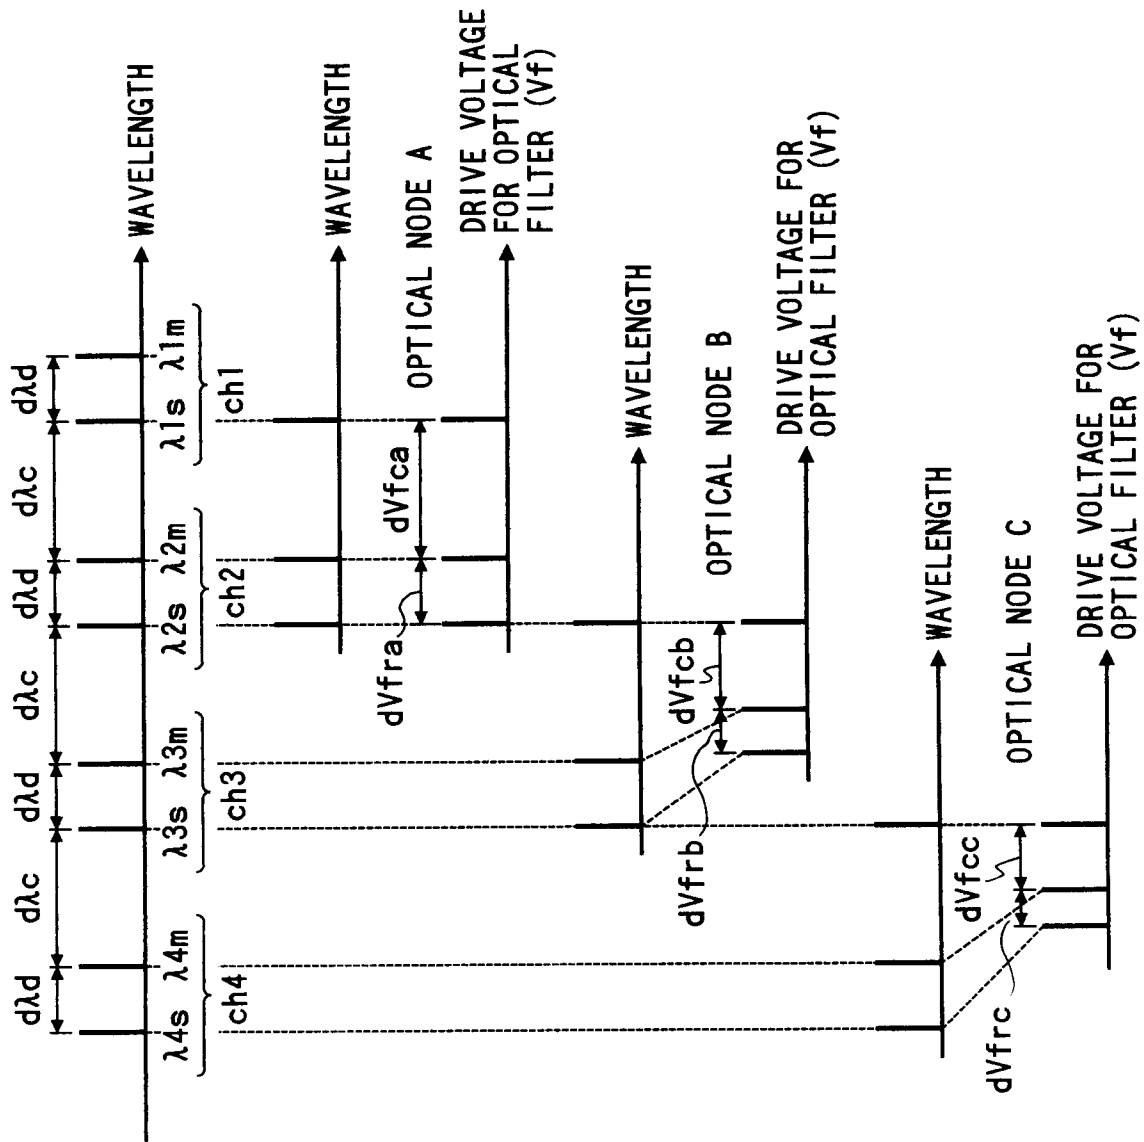 dλd
dλc
dλd
dλc
dλd
dλc
dλd
WAVELENGTH
λ4s
λ4m
λ3s
λ3m
λ2s
λ2m
λ1s
λ1m
ch4
ch3
ch2
ch1
WAVELENGTH
OPTICAL NODE A
dVfra
dVfca
DRIVE VOLTAGE
FOR OPTICAL
FILTER (Vf)
WAVELENGTH
OPTICAL NODE B
dVfrb
dVfcb
DRIVE VOLTAGE FOR
OPTICAL FILTER (Vf)
WAVELENGTH
OPTICAL NODE C
dVfrc
dVfcc
DRIVE VOLTAGE FOR
OPTICAL FILTER (Vf)